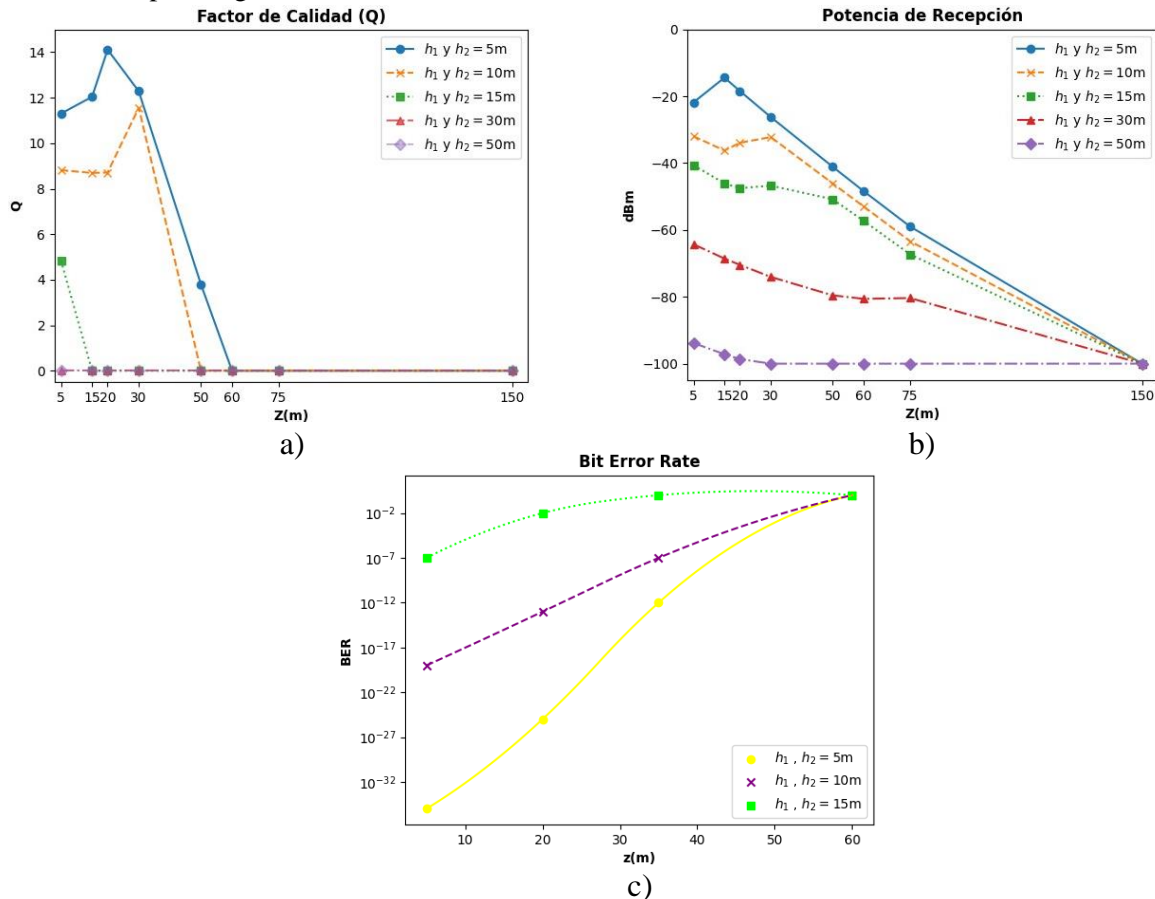 Factor de Calidad (Q)
Q
14
12
10
8
6
4
2
0
h₁ y h₂ = 5m
h₁ y h₂ = 10m
h₁ y h₂ = 15m
h₁ y h₂ = 30m
h₁ y h₂ = 50m
5 15 20 30 50 60 75 150
Z(m)
a)
Potencia de Recepción
dBm
0
−20
−40
−60
−80
−100
h₁ y h₂ = 5m
h₁ y h₂ = 10m
h₁ y h₂ = 15m
h₁ y h₂ = 30m
h₁ y h₂ = 50m
5 15 20 30 50 60 75 150
Z(m)
b)
Bit Error Rate
BER
10⁻²
10⁻⁷
10⁻¹²
10⁻¹⁷
10⁻²²
10⁻²⁷
10⁻³²
h₁ , h₂ = 5m
h₁ , h₂ = 10m
h₁ , h₂ = 15m
10 20 30 40 50 60
z(m)
c)